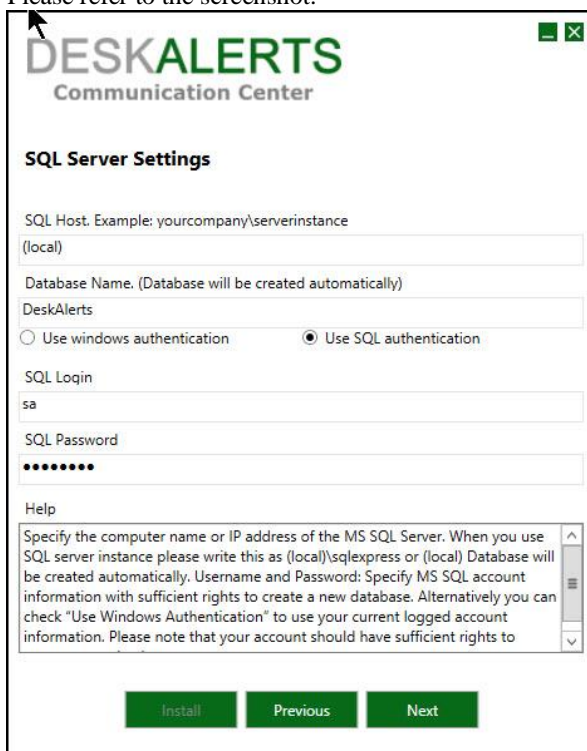 Please refer to the screenshot.
DESKALERTS
Communication Center
SQL Server Settings
SQL Host. Example: yourcompany\serverinstance
(local)
Database Name. (Database will be created automatically)
DeskAlerts
Use windows authentication
Use SQL authentication
SQL Login
sa
SQL Password
••••••••
Help
Specify the computer name or IP address of the MS SQL Server. When you use
SQL server instance please write this as (local)\sqlexpress or (local) Database will
be created automatically. Username and Password: Specify MS SQL account
information with sufficient rights to create a new database. Alternatively you can
check “Use Windows Authentication” to use your current logged account
information. Please note that your account should have sufficient rights to
Install
Previous
Next